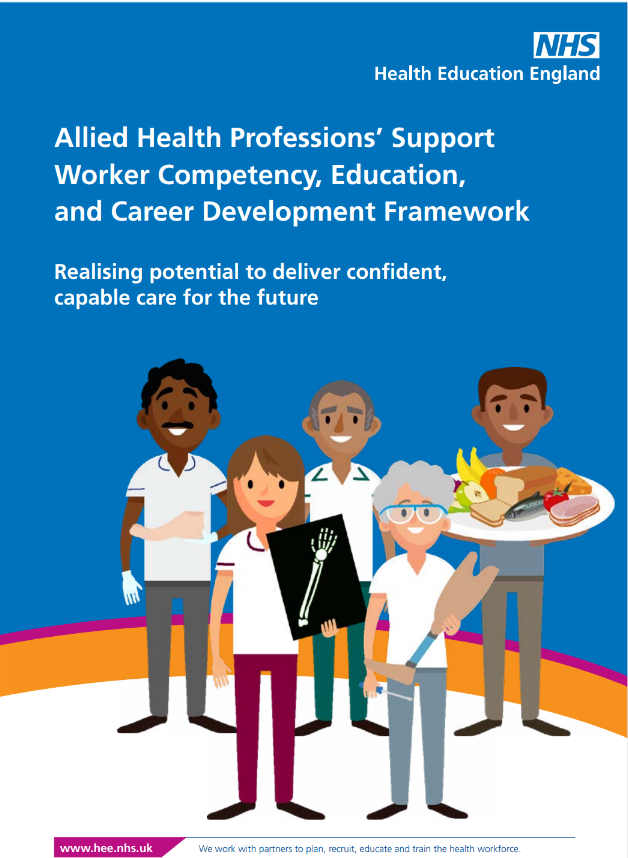 NHS
Health Education England
Allied Health Professions’ Support
Worker Competency, Education,
and Career Development Framework
Realising potential to deliver confident,
capable care for the future
www.hee.nhs.uk
We work with partners to plan, recruit, educate and train the health workforce.